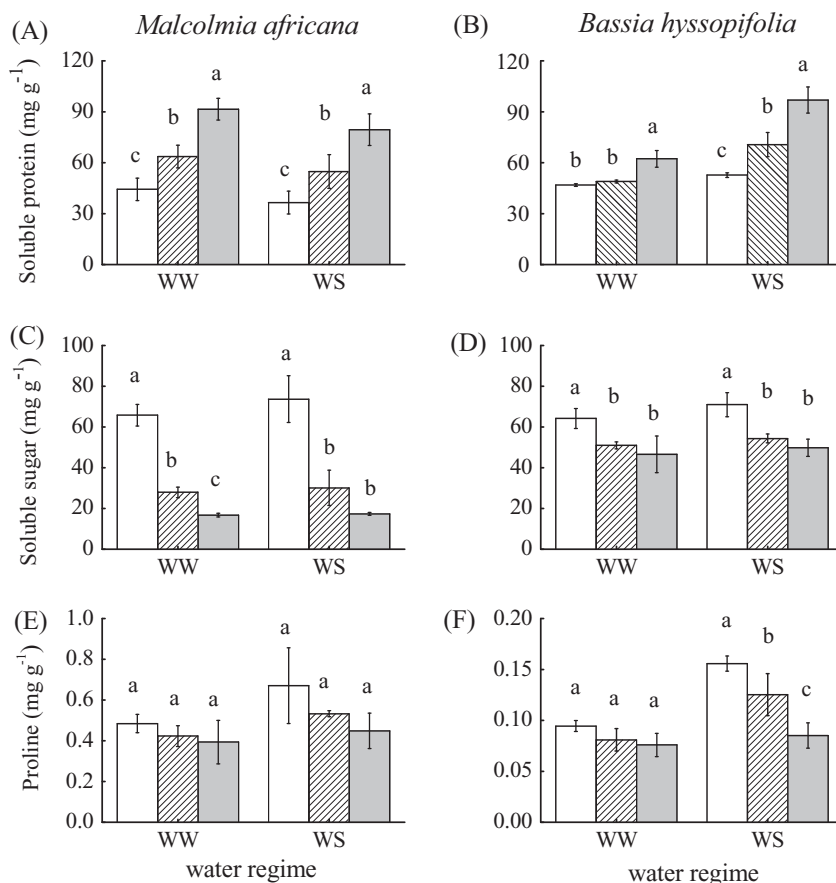 Malcolmia africana
Bassia hyssopifolia
(A)
Soluble protein (mg g⁻¹)
120
90
60
30
0
c
b
a
c
b
a
WW
WS
(B)
120
90
60
30
0
b
b
a
c
b
a
WW
WS
(C)
Soluble sugar (mg g⁻¹)
100
80
60
40
20
0
a
b
c
a
b
b
WW
WS
(D)
100
80
60
40
20
0
a
b
b
a
b
b
WW
WS
(E)
Proline (mg g⁻¹)
1.0
0.8
0.6
0.4
0.2
0.0
a
a
a
a
a
a
WW
WS
water regime
(F)
0.20
0.15
0.10
0.05
0.00
a
a
a
a
b
c
WW
WS
water regime